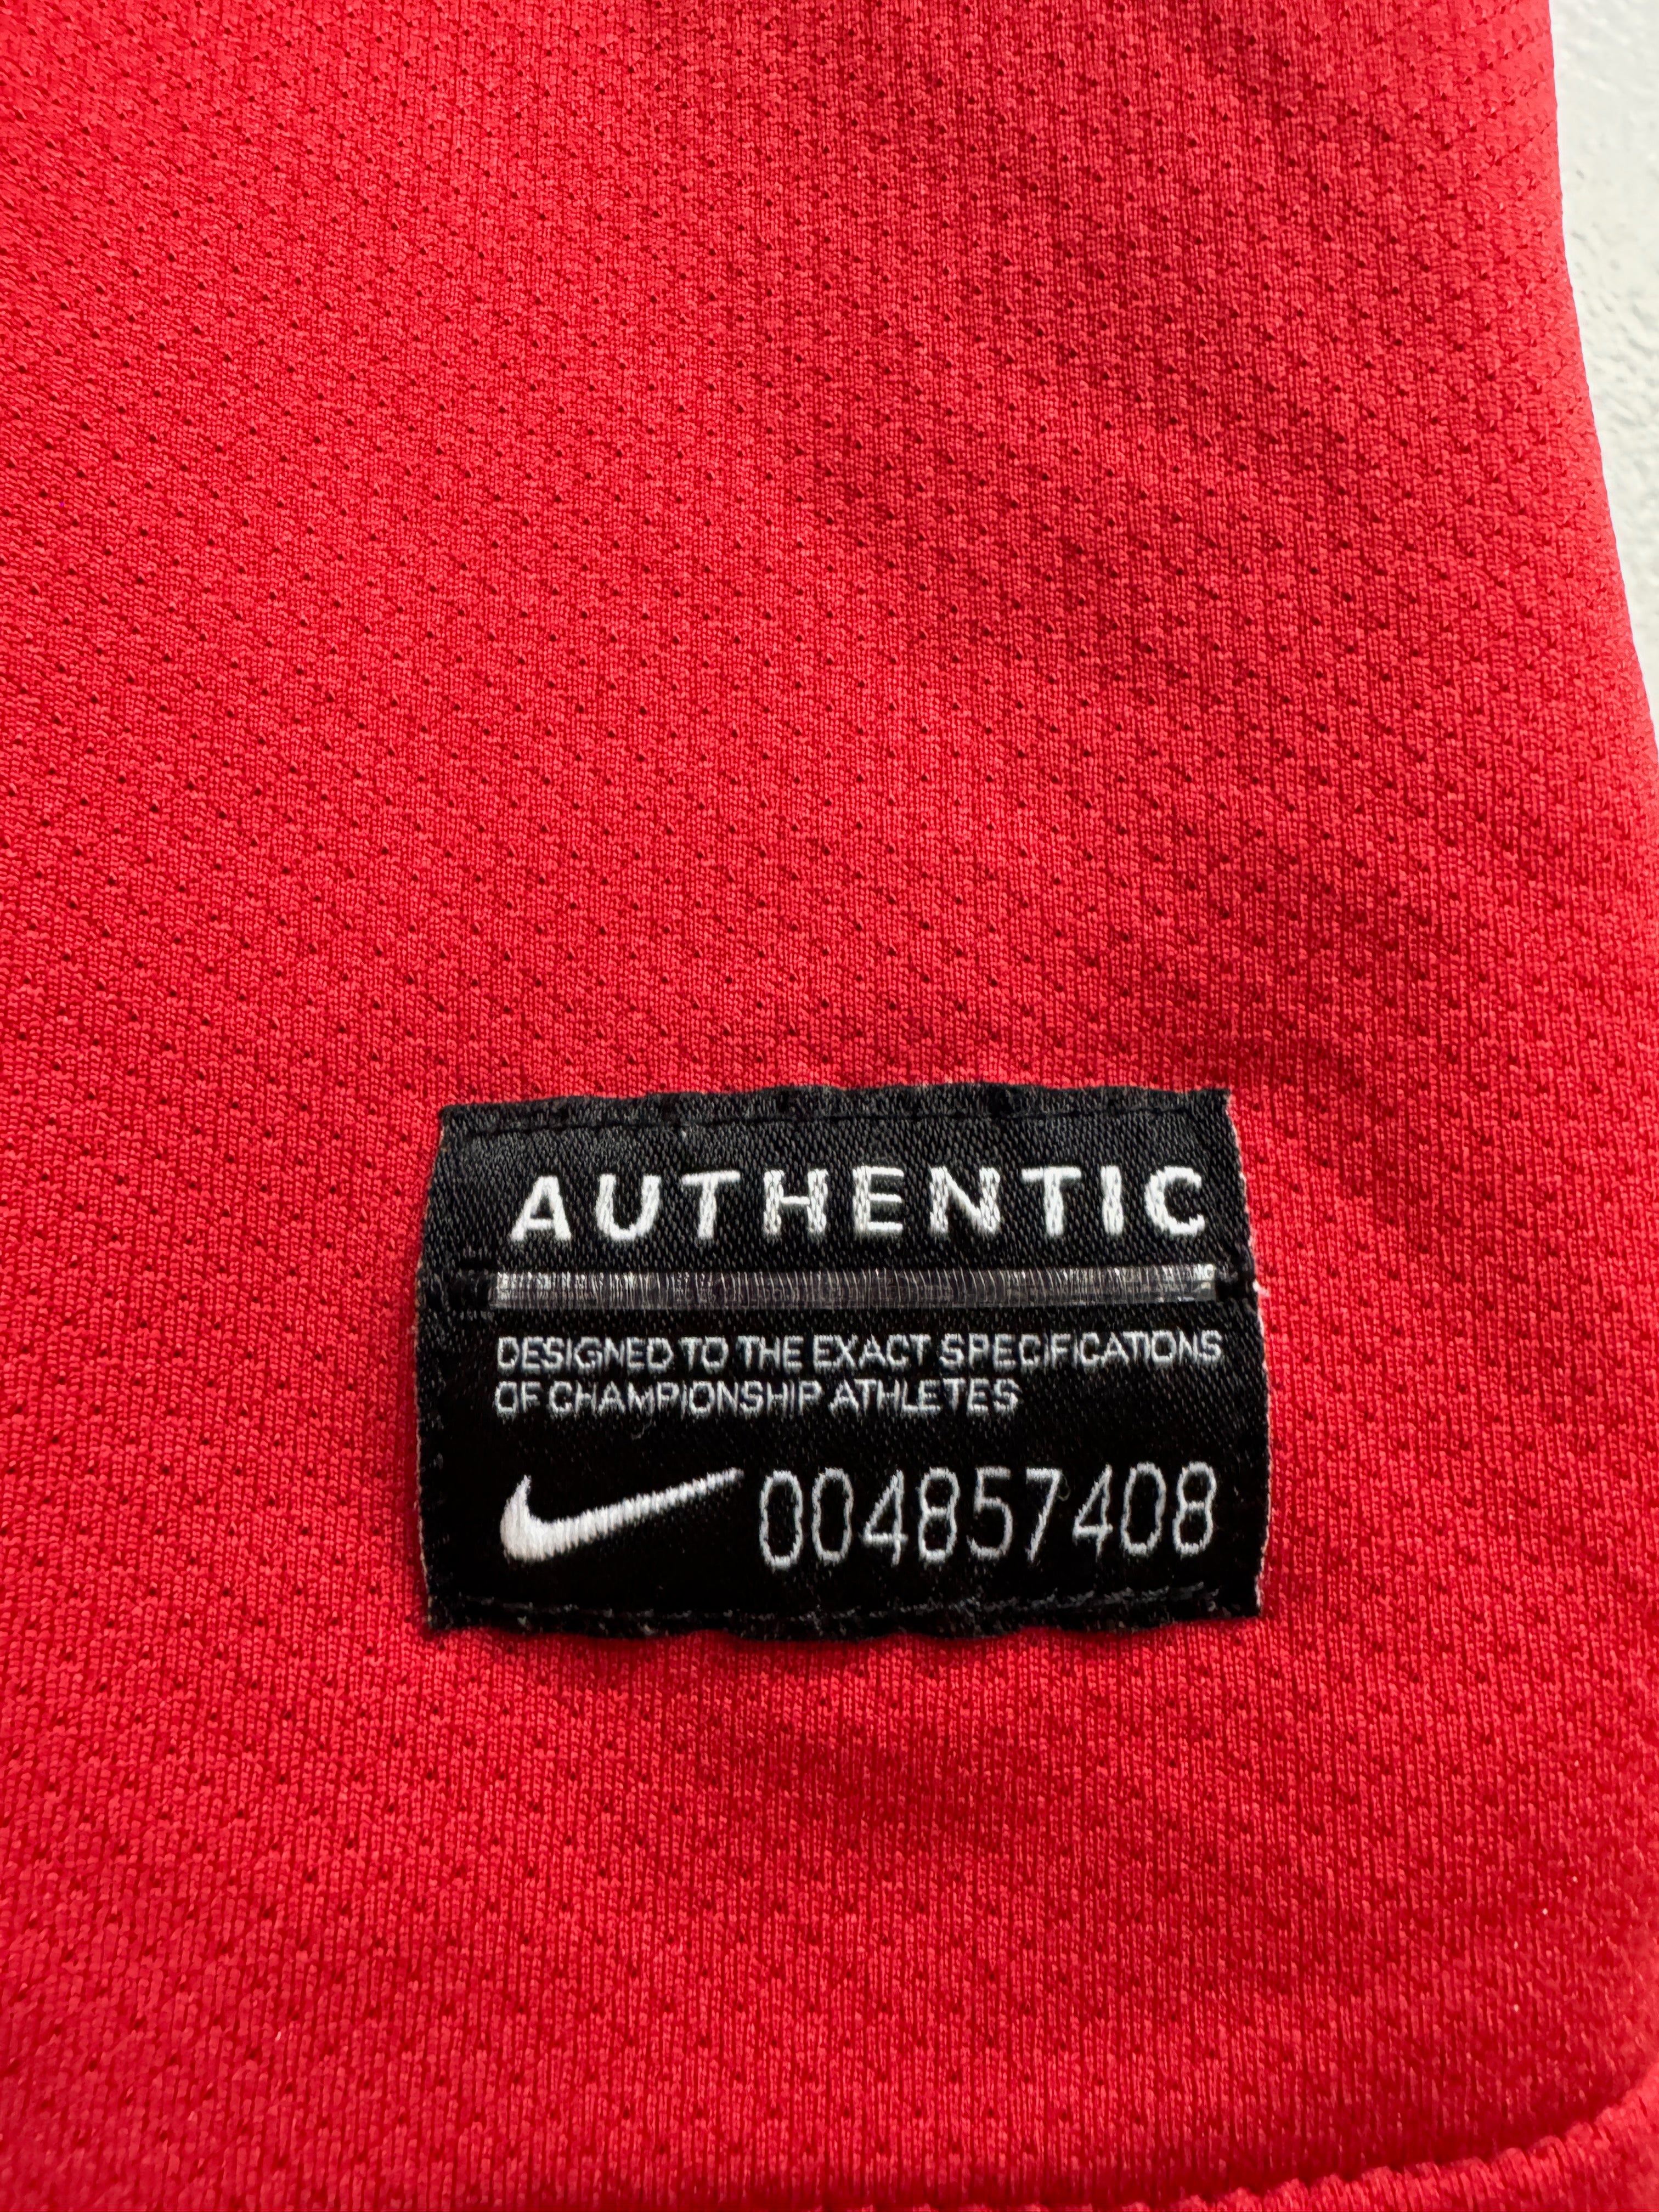 AUTHENTIC
DESIGNED TO THE EXACT SPECIFICATIONS
OF CHAMPIONSHIP ATHLETES
004857408